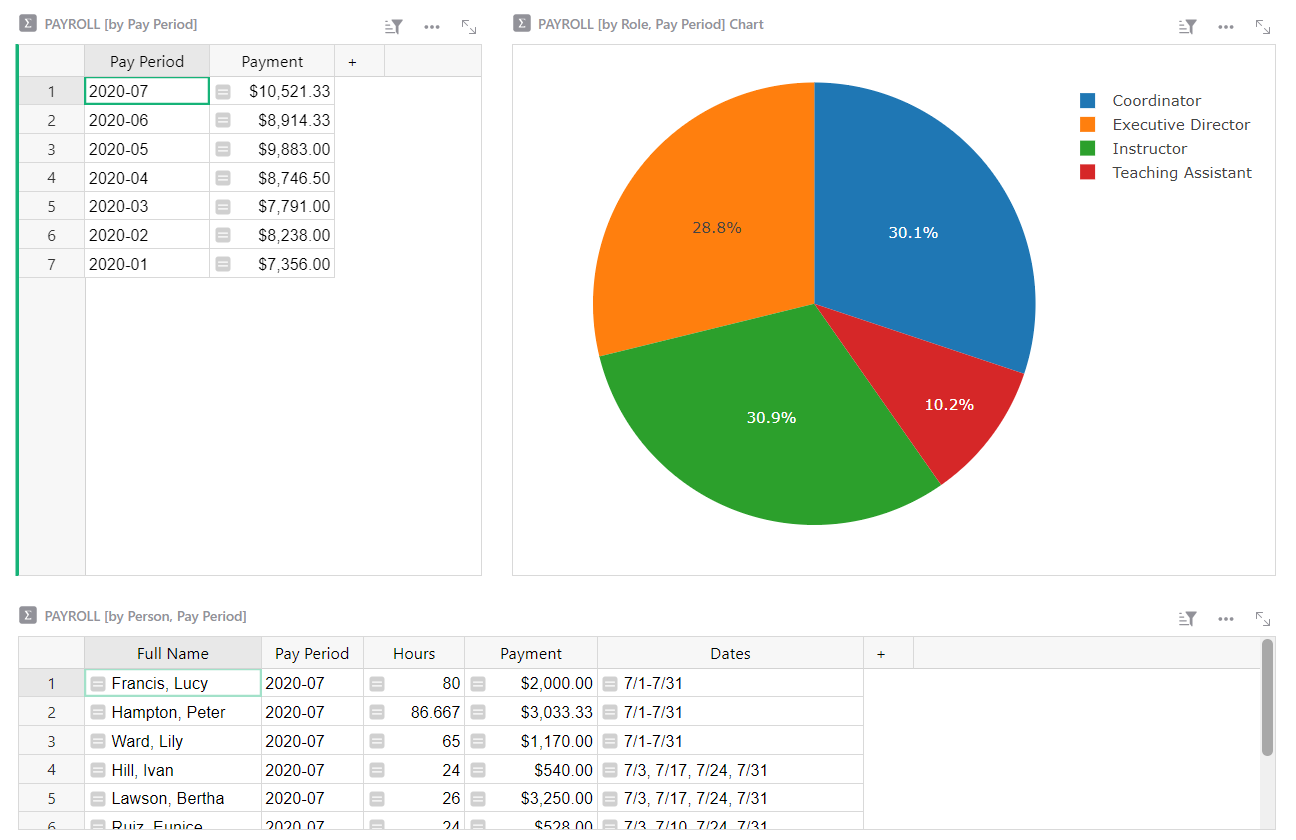 PAYROLL [by Pay Period]
Pay Period Payment +
1 2020-07 $10,521.33
2 2020-06 $8,914.33
3 2020-05 $9,883.00
4 2020-04 $8,746.50
5 2020-03 $7,791.00
6 2020-02 $8,238.00
7 2020-01 $7,356.00
PAYROLL [by Role, Pay Period] Chart
Coordinator
Executive Director
Instructor
Teaching Assistant
28.8%
30.1%
10.2%
30.9%
PAYROLL [by Person, Pay Period]
Full Name Pay Period Hours Payment Dates +
1 Francis, Lucy 2020-07 80 $2,000.00 7/1-7/31
2 Hampton, Peter 2020-07 86.667 $3,033.33 7/1-7/31
3 Ward, Lily 2020-07 65 $1,170.00 7/1-7/31
4 Hill, Ivan 2020-07 24 $540.00 7/3, 7/17, 7/24, 7/31
5 Lawson, Bertha 2020-07 26 $3,250.00 7/3, 7/17, 7/24, 7/31
6 Ruiz, Eunice 2020-07 24 $528.00 7/3, 7/10, 7/24, 7/31